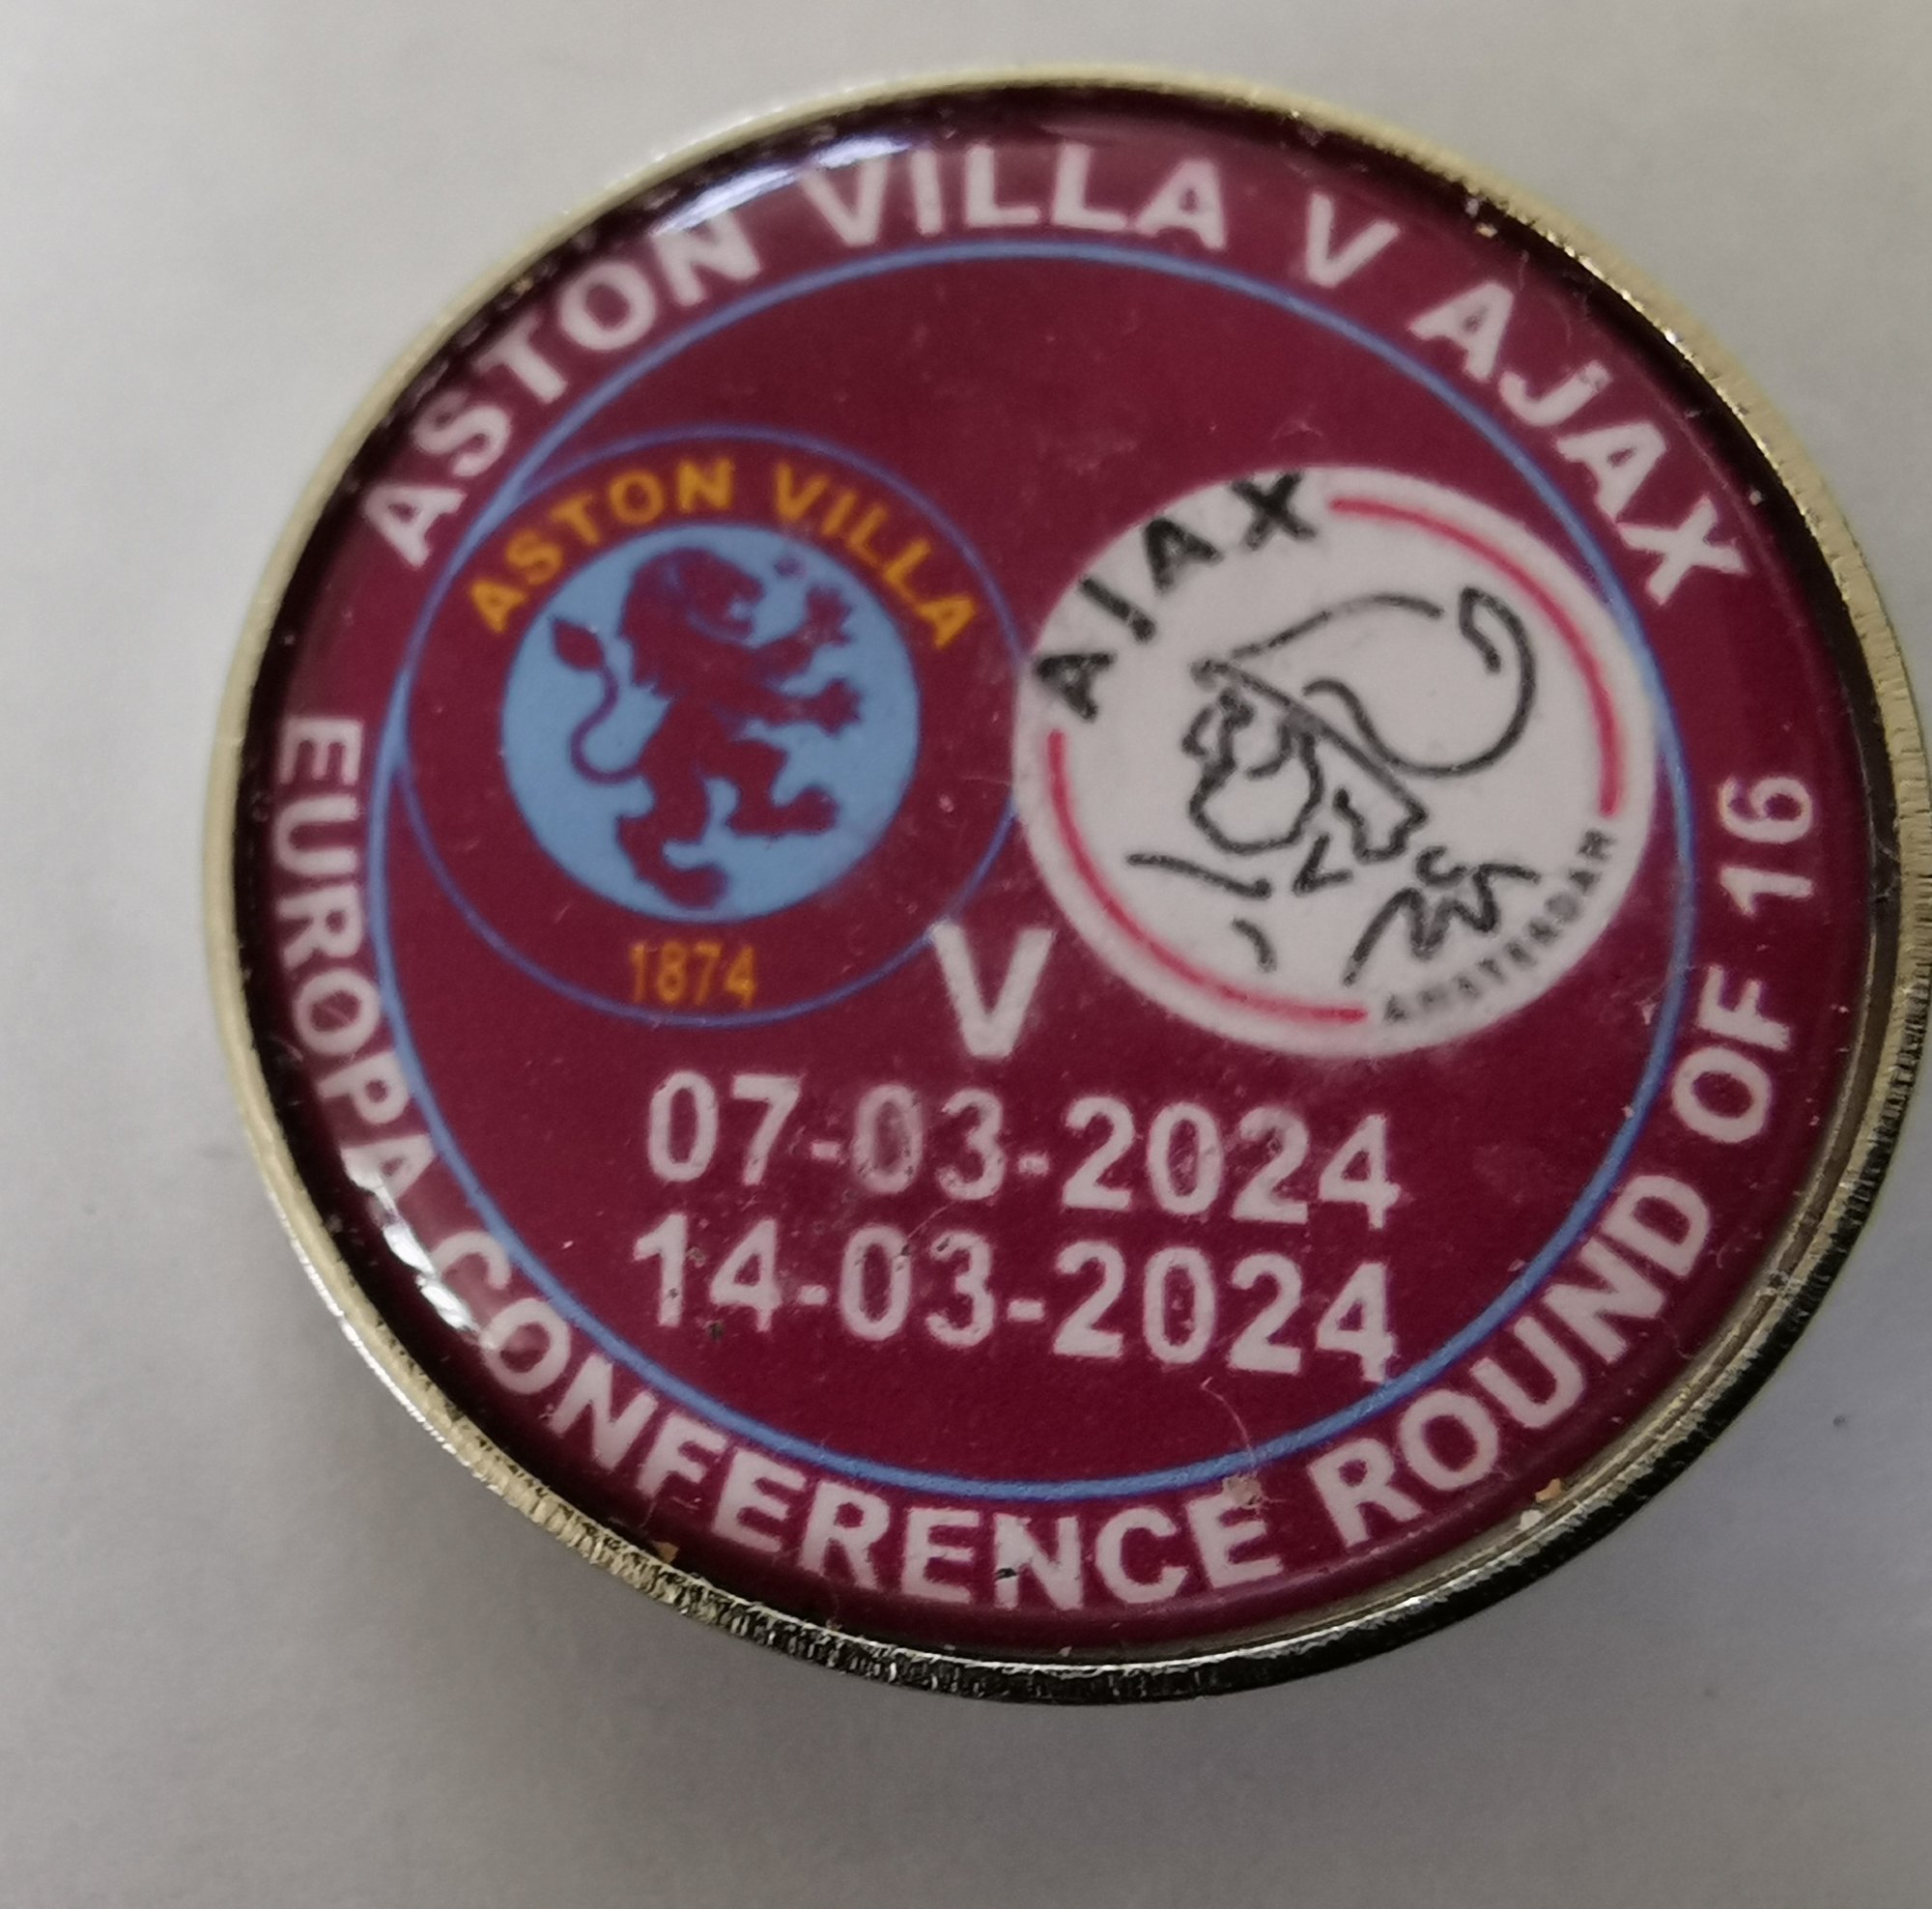 ASTON VILLA V AJAX
ASTON VILLA
1874
AJAX
AMSTERDAM
V
07-03-2024
14-03-2024
EUROPA CONFERENCE ROUND OF 16